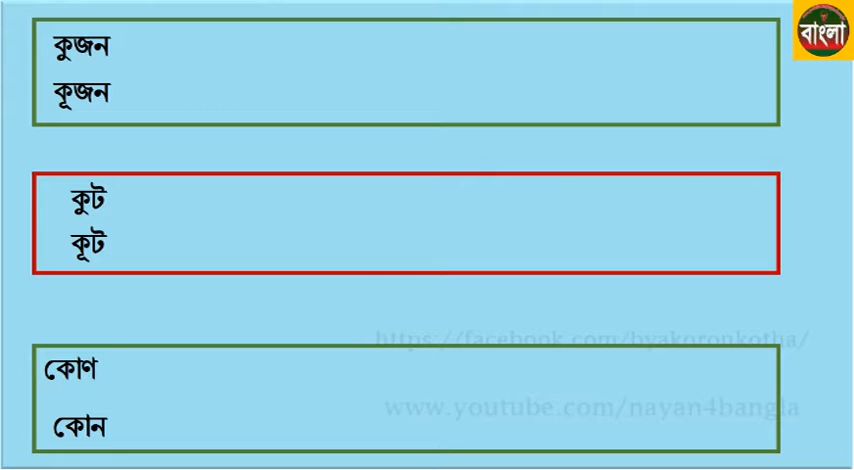 বাংলা
কুজন
কূজন
কুট
কূট
https://facebook.com/byakoronkotha/
কোণ
www.youtube.com/nayan4bangla
কোন